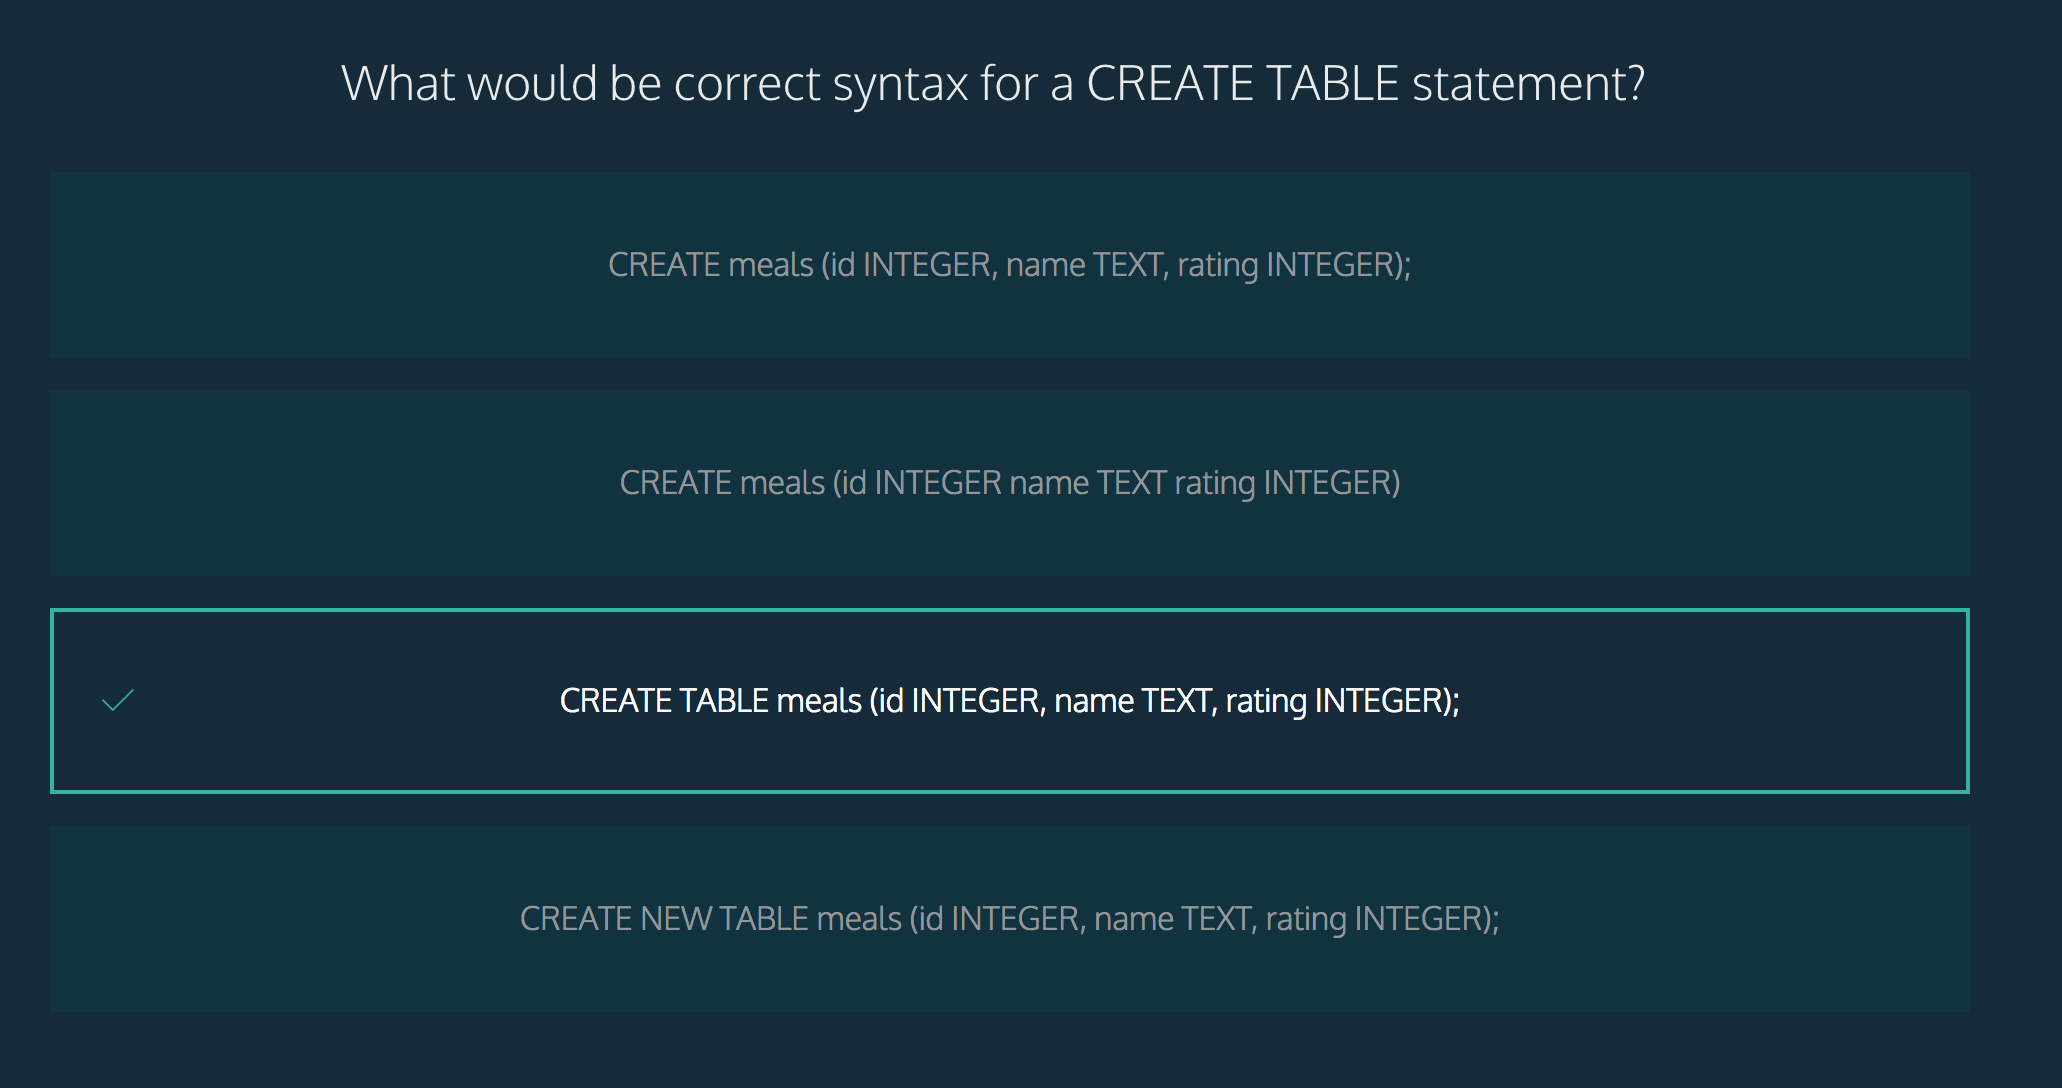 What would be correct syntax for a CREATE TABLE statement?
CREATE meals (id INTEGER, name TEXT, rating INTEGER);
CREATE meals (id INTEGER name TEXT rating INTEGER)
CREATE TABLE meals (id INTEGER, name TEXT, rating INTEGER);
CREATE NEW TABLE meals (id INTEGER, name TEXT, rating INTEGER);